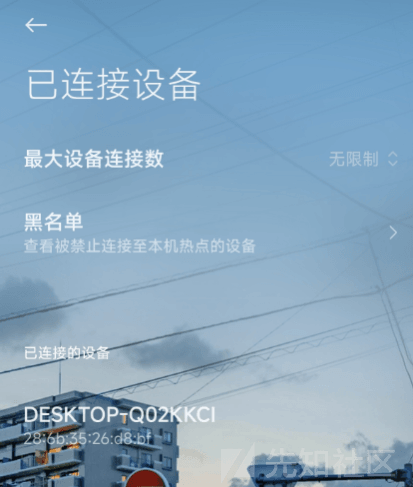 已连接设备
最大设备连接数 无限制
黑名单
查看被禁止连接至本机热点的设备
已连接的设备
DESKTOP-Q02KKCI
28:6b:35:26:d8:bf
先知社区